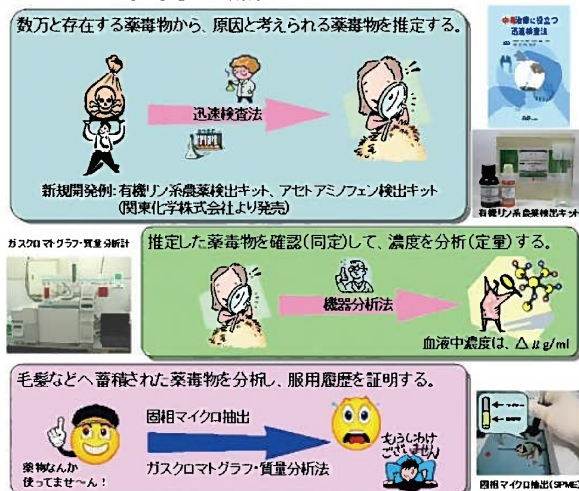 数万と存在する薬毒物から、原因と考えられる薬毒物を推定する。
中毒治療に役立つ
迅速検査法
迅速検査法
新規開発例:有機リン系農薬検出キット、アセトアミノフェン検出キット
(関東化学株式会社より発売)
有機リン系農薬検出キット
ガスクロマトグラフ・質量分析計
推定した薬毒物を確認(同定)して、濃度を分析(定量)する。
機器分析法
血液中濃度は、△μg/ml
毛髪などへ蓄積された薬毒物を分析し、服用履歴を証明する。
固相マイクロ抽出
ガスクロマトグラフ・質量分析法
薬物なんか
使ってませ~ん!
もうしわけ
ございません
固相マイクロ抽出(SPME)